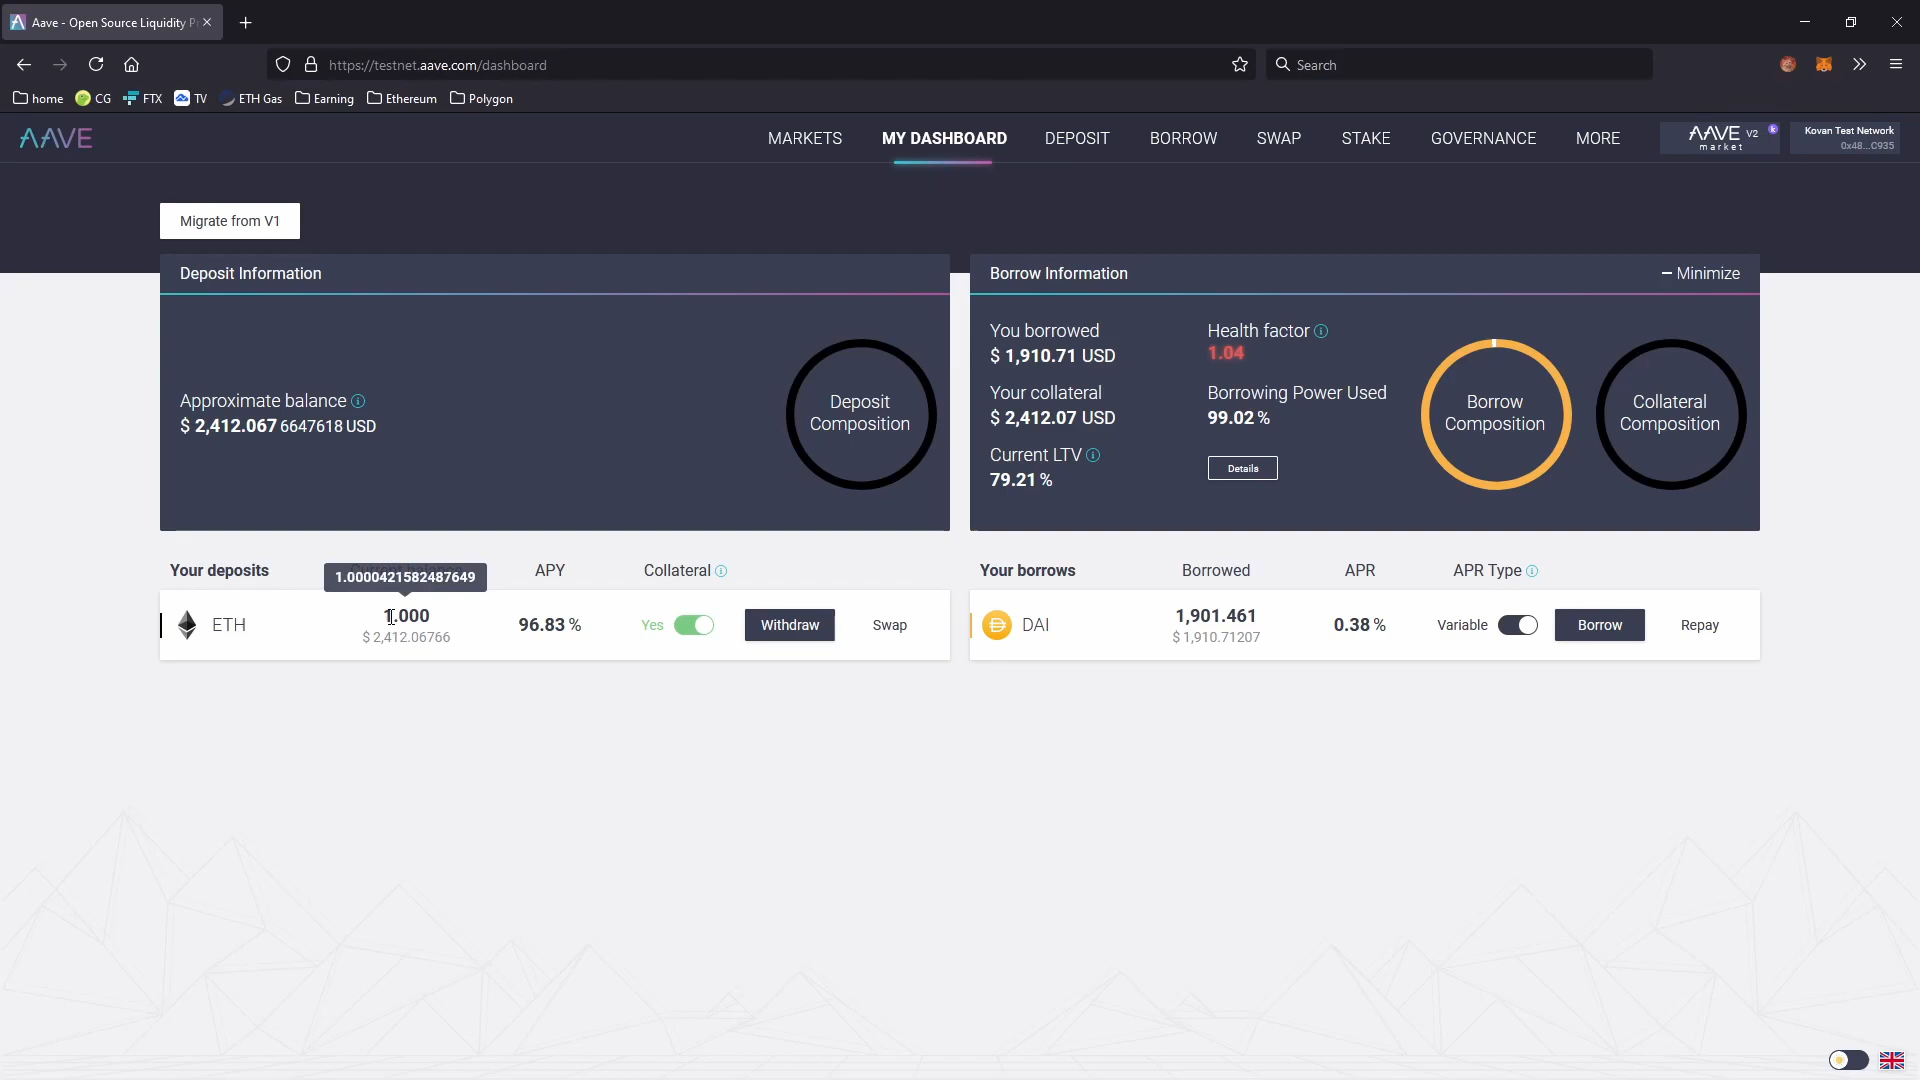 Aave - Open Source Liquidity P
https://testnet.aave.com/dashboard
Search
home
CG
FTX
TV
ETH Gas
Earning
Ethereum
Polygon
AAVE
MARKETS
MY DASHBOARD
DEPOSIT
BORROW
SWAP
STAKE
GOVERNANCE
MORE
AAVE V2
market
Kovan Test Network
0x48...C935
Migrate from V1
Deposit Information
Approximate balance
$ 2,412.067 6647618 USD
Deposit
Composition
Borrow Information
Minimize
You borrowed
$ 1,910.71 USD
Your collateral
$ 2,412.07 USD
Current LTV
79.21 %
Health factor
1.04
Borrowing Power Used
99.02 %
Details
Borrow
Composition
Collateral
Composition
Your deposits
1.0000421582487649
APY
Collateral
ETH
1.000
$ 2,412.06766
96.83 %
Yes
Withdraw
Swap
Your borrows
Borrowed
APR
APR Type
DAI
1,901.461
$ 1,910.71207
0.38 %
Variable
Borrow
Repay